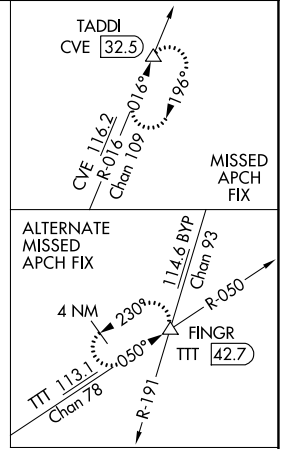 TADDI
CVE 32.5
016°
196°
CVE 116.2
R-016
Chan 109
MISSED
APCH
FIX
ALTERNATE
MISSED
APCH FIX
114.6 BYP
Chan 93
4 NM
230°
R-050
050°
FINGR
TTT 42.7
TTT 113.1
Chan 78
R-191